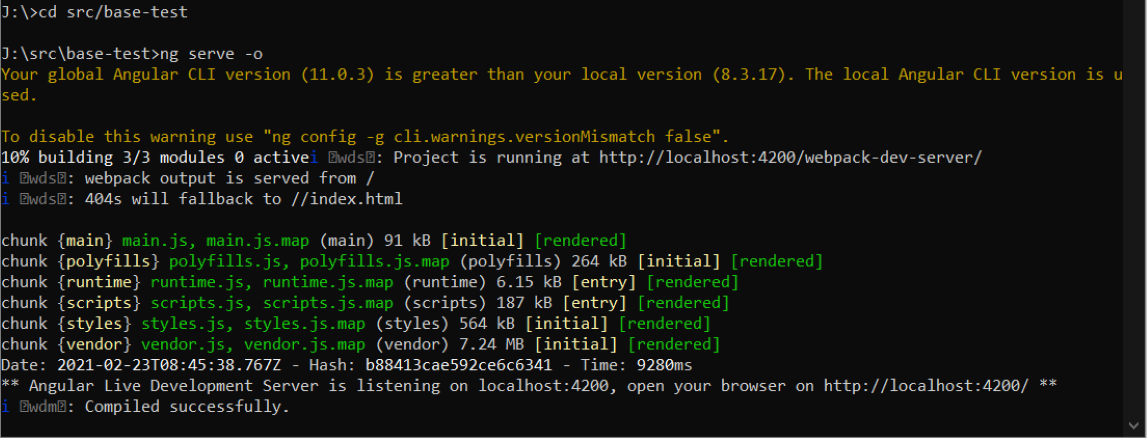 J:\>cd src/base-test
J:\src\base-test>ng serve -o
Your global Angular CLI version (11.0.3) is greater than your local version (8.3.17). The local Angular CLI version is u
sed.
To disable this warning use "ng config -g cli.warnings.versionMismatch false".
10% building 3/3 modules 0 activei ⍰wds⍰: Project is running at http://localhost:4200/webpack-dev-server/
i ⍰wds⍰: webpack output is served from /
i ⍰wds⍰: 404s will fallback to //index.html
chunk {main} main.js, main.js.map (main) 91 kB [initial] [rendered]
chunk {polyfills} polyfills.js, polyfills.js.map (polyfills) 264 kB [initial] [rendered]
chunk {runtime} runtime.js, runtime.js.map (runtime) 6.15 kB [entry] [rendered]
chunk {scripts} scripts.js, scripts.js.map (scripts) 187 kB [entry] [rendered]
chunk {styles} styles.js, styles.js.map (styles) 564 kB [initial] [rendered]
chunk {vendor} vendor.js, vendor.js.map (vendor) 7.24 MB [initial] [rendered]
Date: 2021-02-23T08:45:38.767Z - Hash: b88413cae592ce6c6341 - Time: 9280ms
** Angular Live Development Server is listening on localhost:4200, open your browser on http://localhost:4200/ **
i ⍰wdm⍰: Compiled successfully.